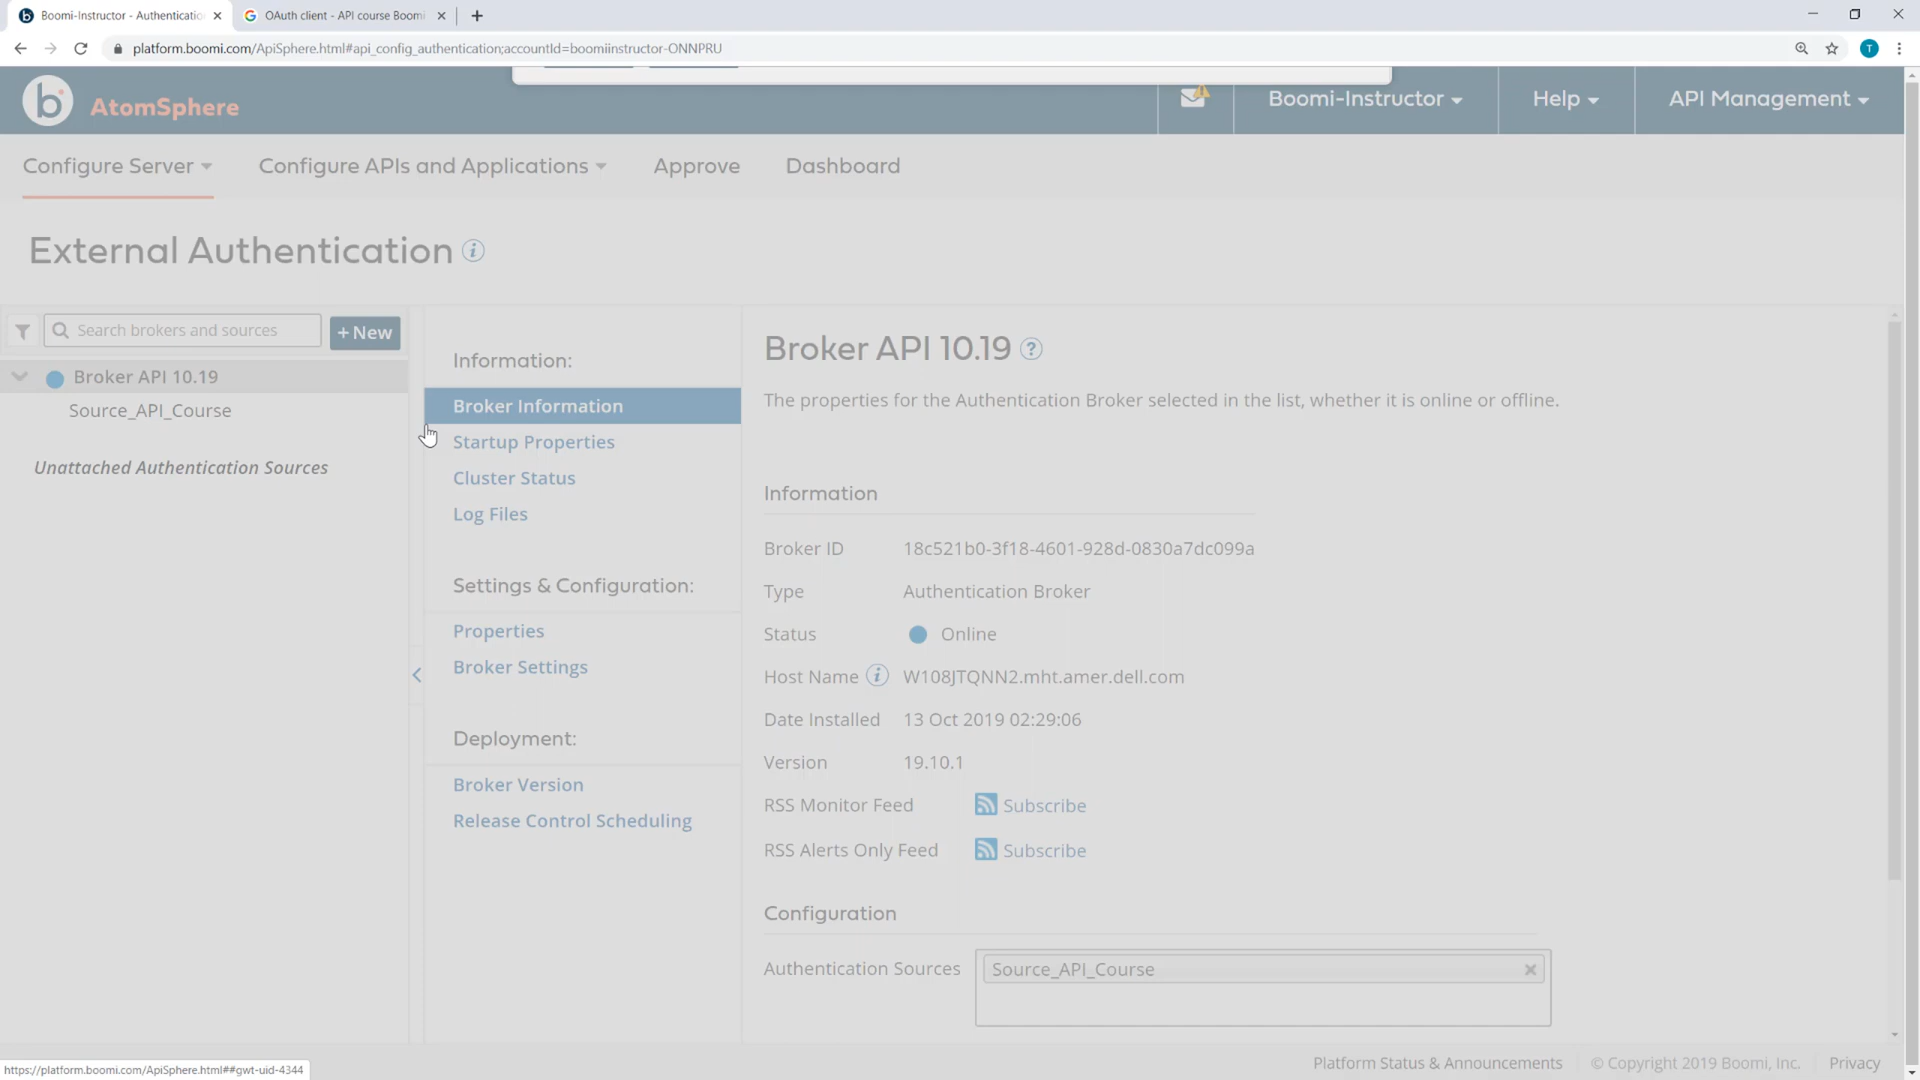 Boomi-Instructor - Authenticatio
OAuth client - API course Boomi
platform.boomi.com/ApiSphere.html#api_config_authentication;accountId=boomiinstructor-ONNPRU
T
b AtomSphere
Boomi-Instructor
Help
API Management
Configure Server
Configure APIs and Applications
Approve
Dashboard
External Authentication
Search brokers and sources
+ New
Broker API 10.19
Source_API_Course
Unattached Authentication Sources
Information:
Broker Information
Startup Properties
Cluster Status
Log Files
Settings & Configuration:
Properties
Broker Settings
Deployment:
Broker Version
Release Control Scheduling
Broker API 10.19
The properties for the Authentication Broker selected in the list, whether it is online or offline.
Information
Broker ID 18c521b0-3f18-4601-928d-0830a7dc099a
Type Authentication Broker
Status Online
Host Name W108JTQNN2.mht.amer.dell.com
Date Installed 13 Oct 2019 02:29:06
Version 19.10.1
RSS Monitor Feed Subscribe
RSS Alerts Only Feed Subscribe
Configuration
Authentication Sources Source_API_Course
Platform Status & Announcements © Copyright 2019 Boomi, Inc. Privacy
https://platform.boomi.com/ApiSphere.html##gwt-uid-4344